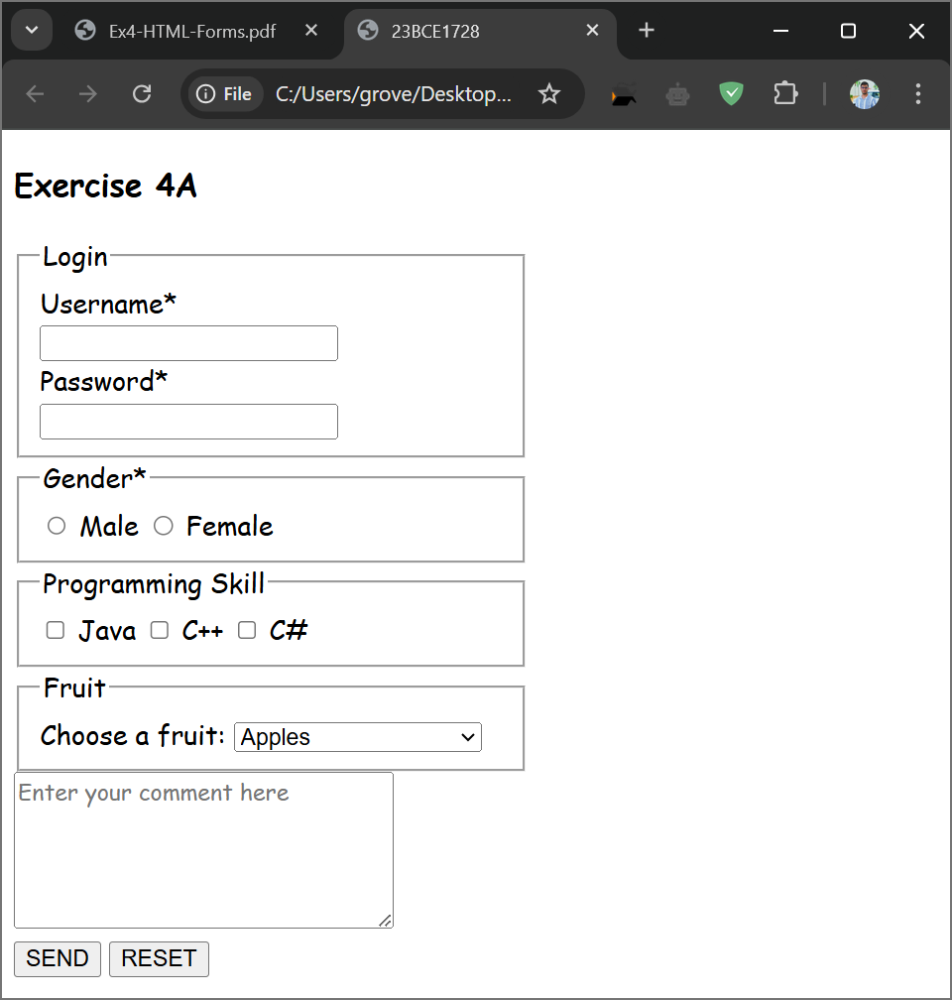 Ex4-HTML-Forms.pdf
23BCE1728
File
C:/Users/grove/Desktop...
Exercise 4A
Login
Username*
Password*
Gender*
Male Female
Programming Skill
Java C++ C#
Fruit
Choose a fruit: Apples
Enter your comment here
SEND RESET